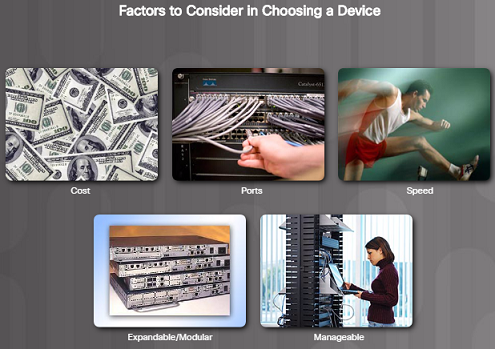 Factors to Consider in Choosing a Device
Cost
Ports
Speed
Expandable/Modular
Manageable